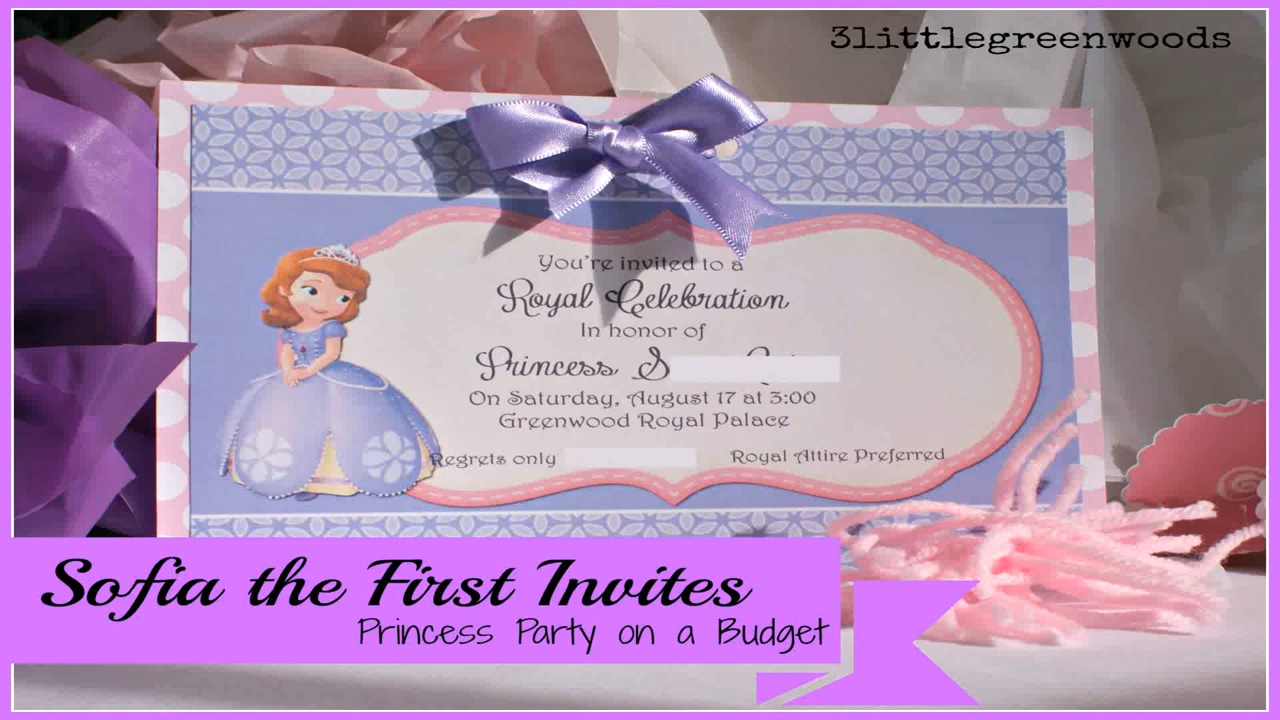 3littlegreenwoods
You're invited to a
Royal Celebration
In honor of
Princess S
On Saturday, August 17 at 3:00
Greenwood Royal Palace
Regrets only
Royal Attire Preferred
Sofia the First Invites
Princess Party on a Budget